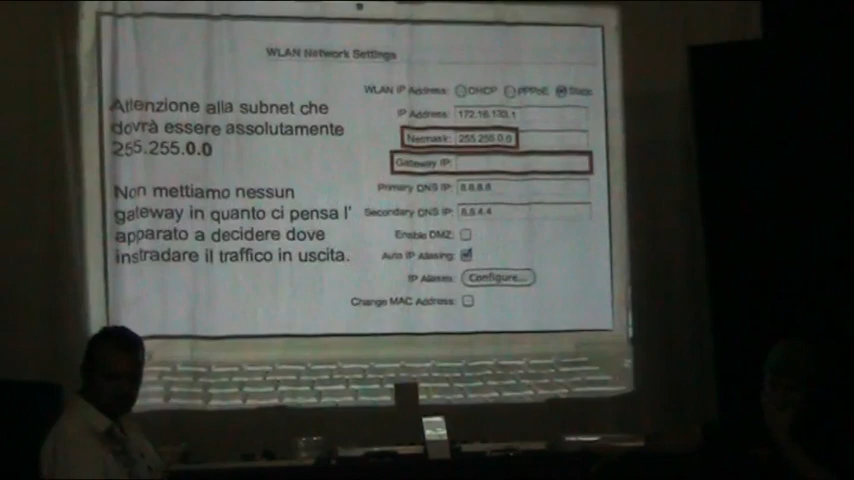 WLAN Network Settings
Attenzione alla subnet che
dovrà essere assolutamente
255.255.0.0
Non mettiamo nessun
gateway in quanto ci pensa l'
apparato a decidere dove
instradare il traffico in uscita.
WLAN IP Address: DHCP PPPoE Static
IP Address: 172.16.130.1
Netmask: 255.255.0.0
Gateway IP:
Primary DNS IP: 8.8.8.8
Secondary DNS IP: 8.8.4.4
Enable DMZ:
Auto IP Aliasing:
IP Aliases: Configure...
Change MAC Address: